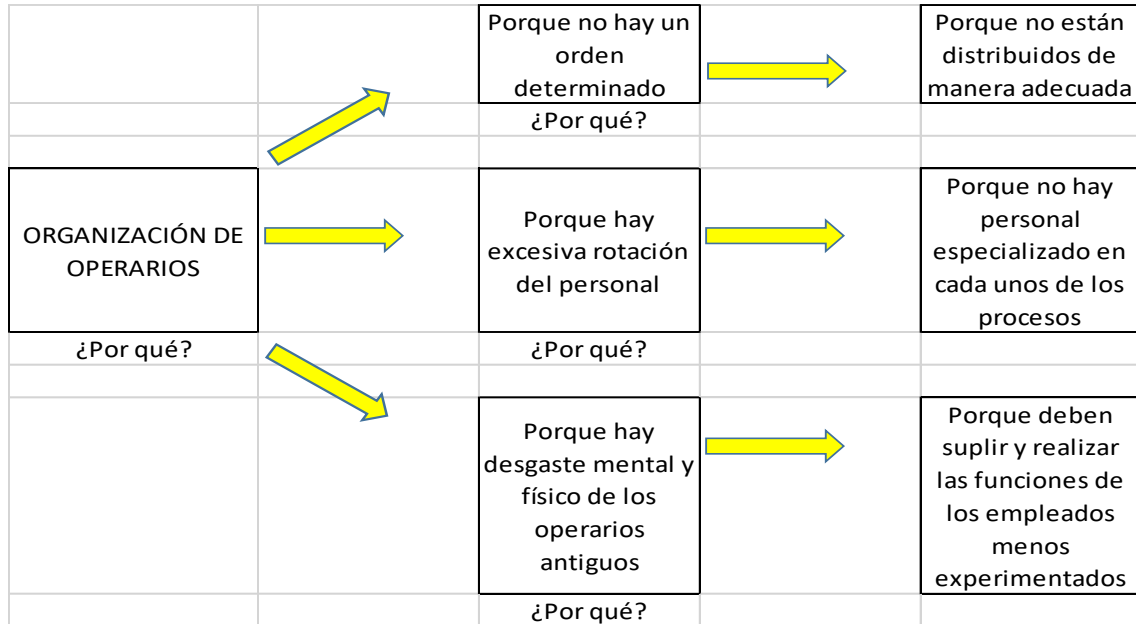 Porque no hay un
orden
determinado
Porque no están
distribuidos de
manera adecuada
¿Por qué?
ORGANIZACIÓN DE
OPERARIOS
Porque hay
excesiva rotación
del personal
Porque no hay
personal
especializado en
cada unos de los
procesos
¿Por qué?
¿Por qué?
Porque hay
desgaste mental y
físico de los
operarios
antiguos
Porque deben
suplir y realizar
las funciones de
los empleados
menos
experimentados
¿Por qué?